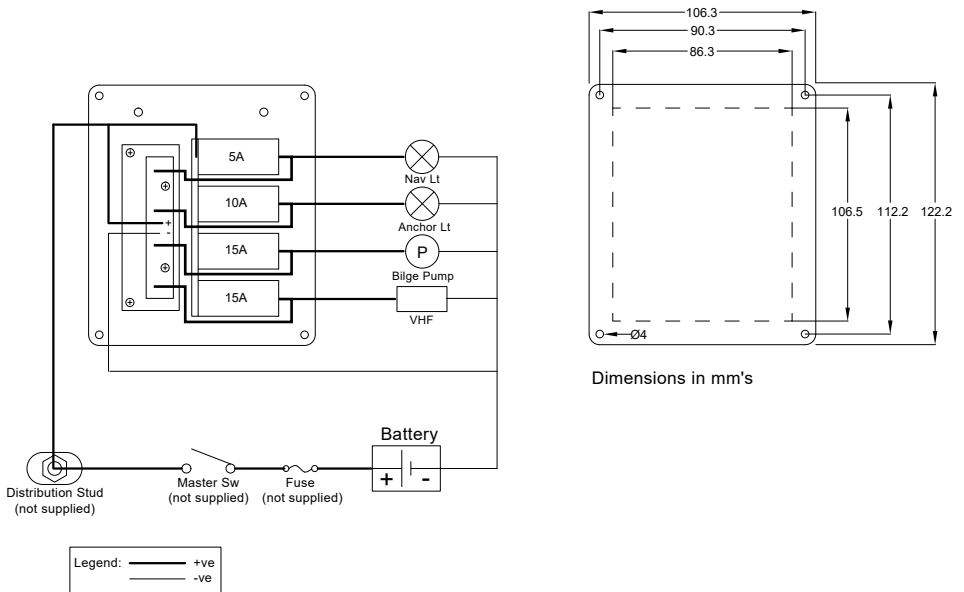 106.3
90.3
86.3
5A
10A
15A
15A
+
-
Nav Lt
Anchor Lt
P
Bilge Pump
VHF
106.5
112.2
122.2
Ø4
Dimensions in mm's
Battery
+ -
Distribution Stud
(not supplied)
Master Sw
(not supplied)
Fuse
(not supplied)
Legend:
+ve
-ve